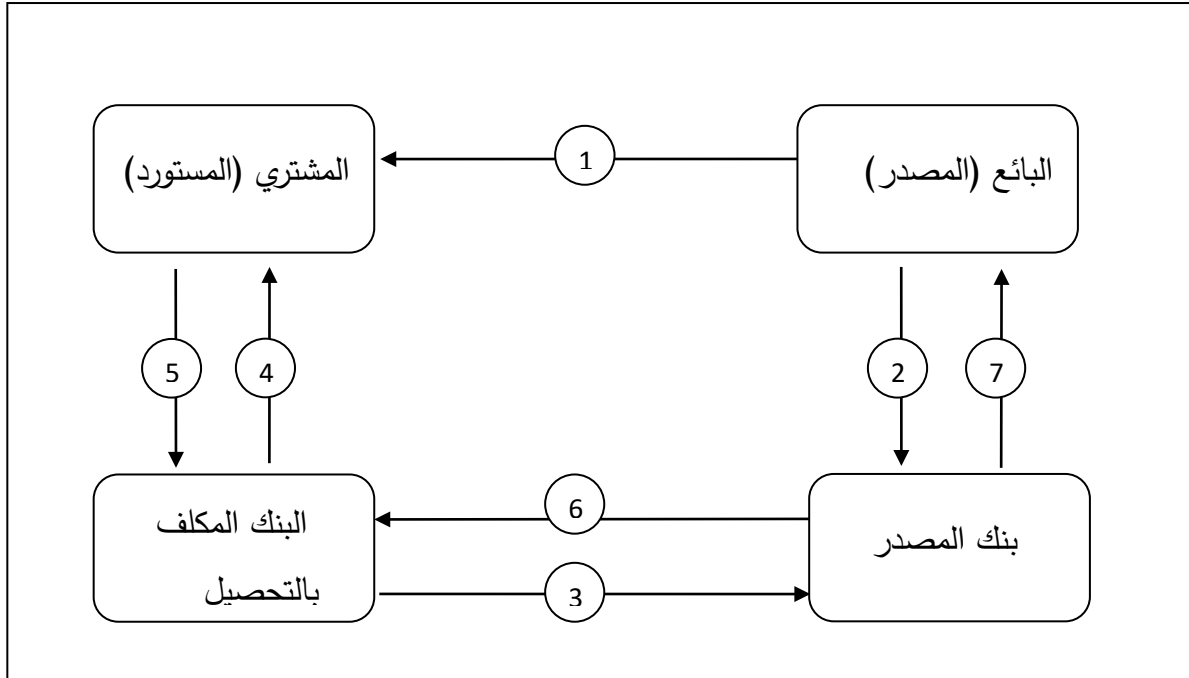 البائع (المصدر)
1
المشتري (المستورد)
2
7
4
5
بنك المصدر
6
3
البنك المكلف
بالتحصيل